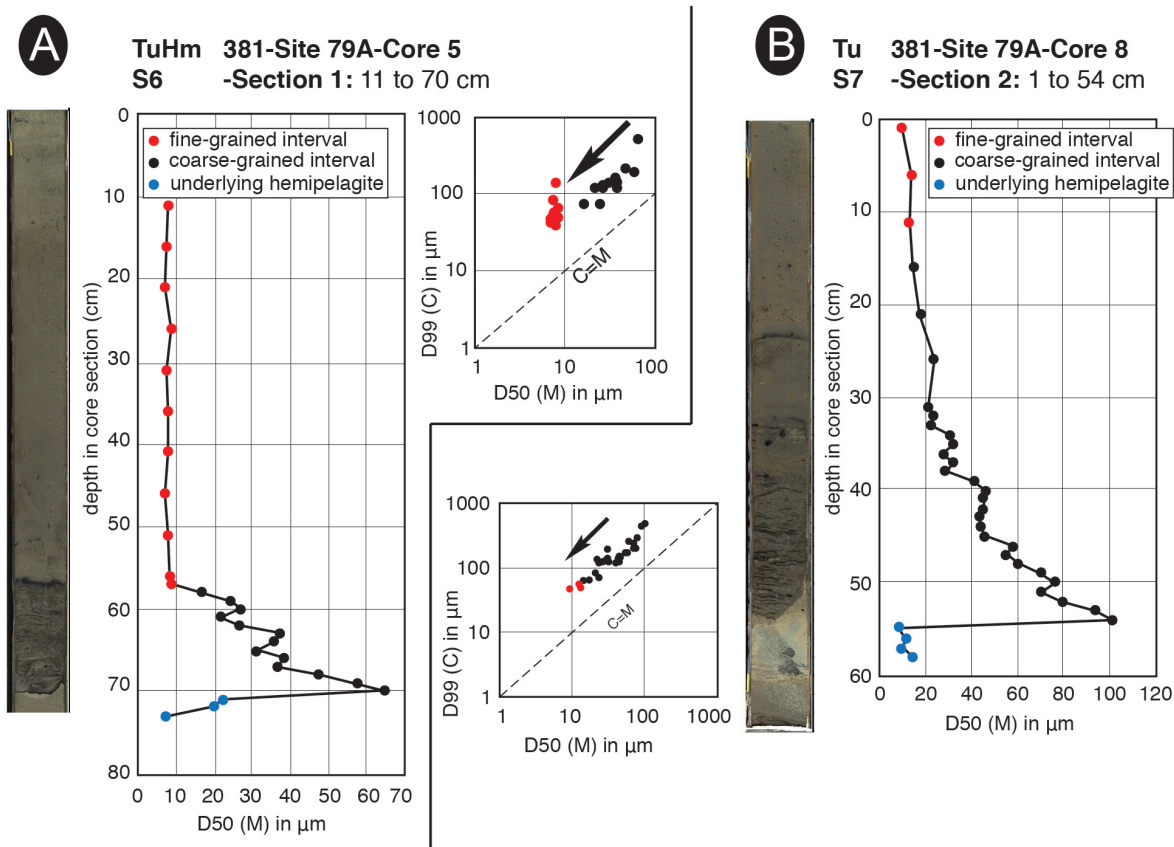 A
TuHm 381-Site 79A-Core 5
S6 -Section 1: 11 to 70 cm
0
10
20
30
40
50
60
70
80
depth in core section (cm)
fine-grained interval
coarse-grained interval
underlying hemipelagite
0 10 20 30 40 50 60 70
D50 (M) in µm
1000
100
10
1
D99 (C) in µm
C=M
1 10 100
D50 (M) in µm
1000
100
10
1
D99 (C) in µm
C=M
1 10 100 1000
D50 (M) in µm
B
Tu 381-Site 79A-Core 8
S7 -Section 2: 1 to 54 cm
0
10
20
30
40
50
60
depth in core section (cm)
fine-grained interval
coarse-grained interval
underlying hemipelagite
0 20 40 60 80 100 120
D50 (M) in µm